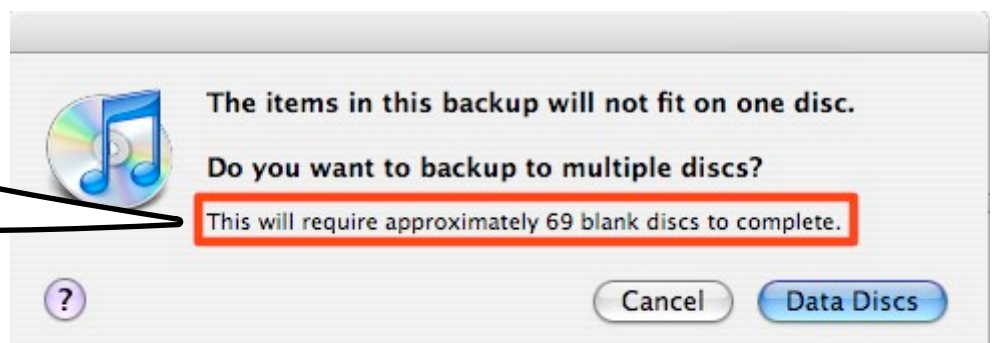 The items in this backup will not fit on one disc.
Do you want to backup to multiple discs?
This will require approximately 69 blank discs to complete.
?
Cancel
Data Discs